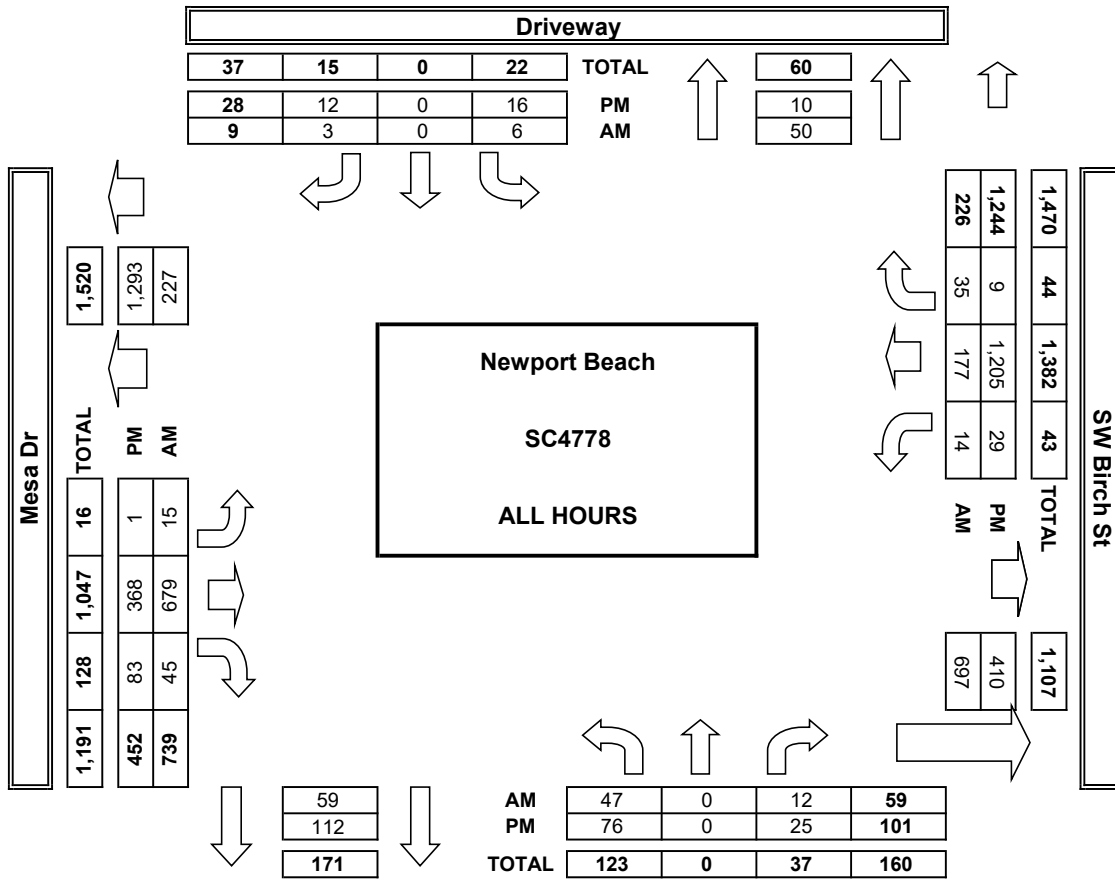 Driveway
37 15 0 22 TOTAL 60
28 12 0 16 PM 10
9 3 0 6 AM 50
Mesa Dr
1,520
1,293
227
TOTAL
PM
AM
16 1 15
1,047 368 679
128 83 45
1,191 452 739
Newport Beach
SC4778
ALL HOURS
226 1,244 1,470
35 9 44
177 1,205 1,382
14 29 43
AM PM TOTAL
697 410 1,107
SW Birch St
59 AM 47 0 12 59
112 PM 76 0 25 101
171 TOTAL 123 0 37 160